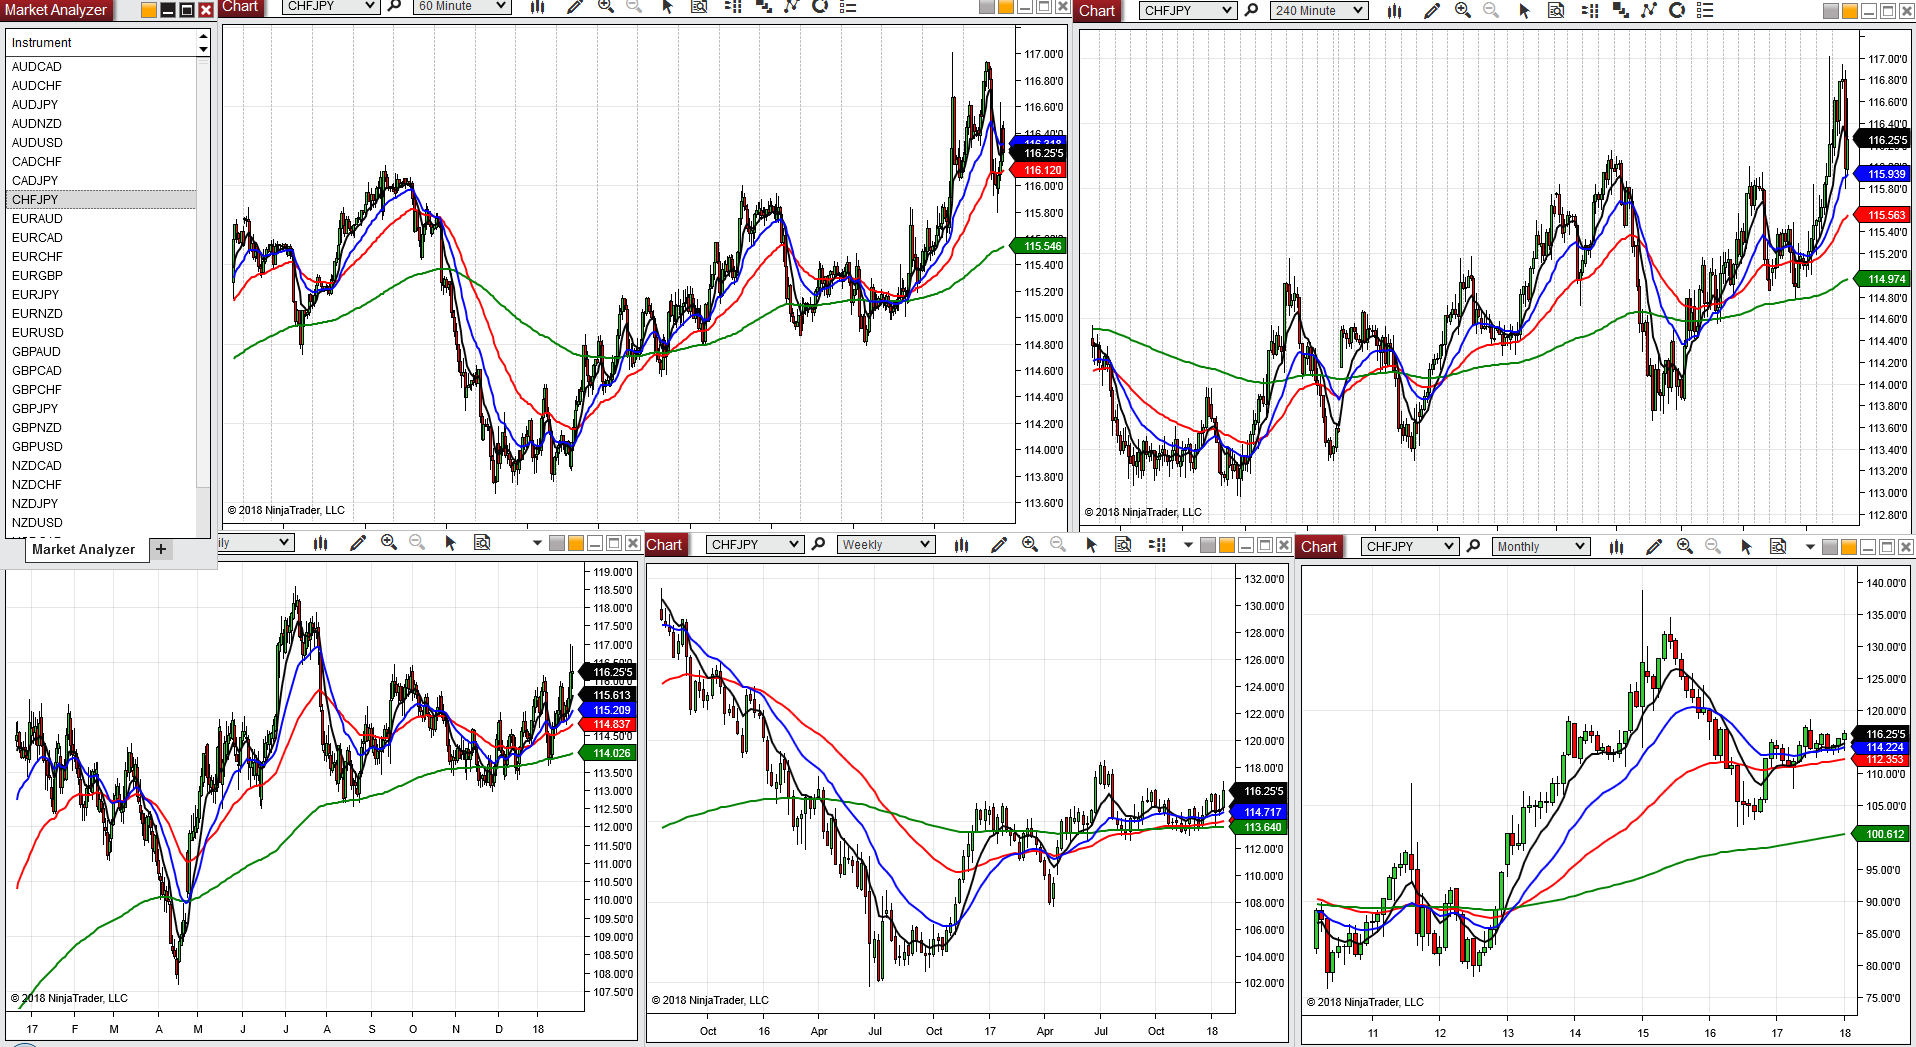 Market Analyzer
Instrument
AUDCAD
AUDCHF
AUDJPY
AUDNZD
AUDUSD
CADCHF
CADJPY
CHFJPY
EURAUD
EURCAD
EURCHF
EURGBP
EURJPY
EURNZD
EURUSD
GBPAUD
GBPCAD
GBPCHF
GBPJPY
GBPNZD
GBPUSD
NZDCAD
NZDCHF
NZDJPY
NZDUSD
Market Analyzer +
Chart CHFJPY 60 Minute
117.00'0
116.80'0
116.60'0
116.40'0
116.25'5
116.120
116.00'0
115.80'0
115.546
115.40'0
115.20'0
115.00'0
114.80'0
114.60'0
114.40'0
114.20'0
114.00'0
113.80'0
113.60'0
© 2018 NinjaTrader, LLC
Chart CHFJPY 240 Minute
117.00'0
116.80'0
116.60'0
116.40'0
116.25'5
115.939
115.80'0
115.563
115.40'0
115.20'0
114.974
114.80'0
114.60'0
114.40'0
114.20'0
114.00'0
113.80'0
113.60'0
113.40'0
113.20'0
113.00'0
112.80'0
© 2018 NinjaTrader, LLC
ily
119.00'0
118.50'0
118.00'0
117.50'0
117.00'0
116.25'5
115.613
115.209
114.837
114.50'0
114.026
113.50'0
113.00'0
112.50'0
112.00'0
111.50'0
111.00'0
110.50'0
110.00'0
109.50'0
109.00'0
108.50'0
108.00'0
107.50'0
© 2018 NinjaTrader, LLC
17 F M A M J J A S O N D 18
Chart CHFJPY Weekly
132.00'0
130.00'0
128.00'0
126.00'0
124.00'0
122.00'0
120.00'0
118.00'0
116.25'5
114.717
113.640
112.00'0
110.00'0
108.00'0
106.00'0
104.00'0
102.00'0
© 2018 NinjaTrader, LLC
Oct 16 Apr Jul Oct 17 Apr Jul Oct 18
Chart CHFJPY Monthly
140.00'0
135.00'0
130.00'0
125.00'0
120.00'0
116.25'5
114.224
112.353
110.00'0
105.00'0
100.612
95.00'0
90.00'0
85.00'0
80.00'0
75.00'0
© 2018 NinjaTrader, LLC
11 12 13 14 15 16 17 18